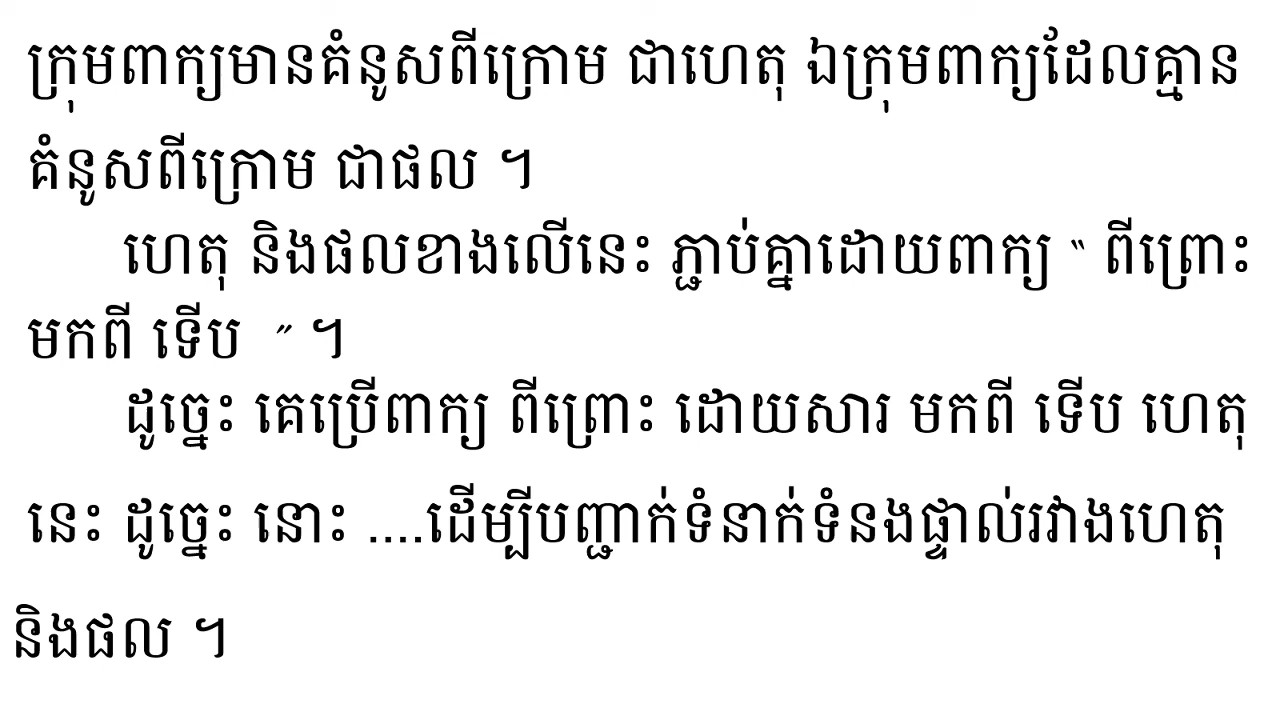 ក្រុមពាក្យមានគំនូសពីក្រោម ជាហេតុ ឯក្រុមពាក្យដែលគ្មាន
គំនូសពីក្រោម ជាផល ។
ហេតុ និងផលខាងលើនេះ ភ្ជាប់គ្នាដោយពាក្យ “ ពីព្រោះ
មកពី ទើប ” ។
ដូច្នេះ គេប្រើពាក្យ ពីព្រោះ ដោយសារ មកពី ទើប ហេតុ
នេះ ដូច្នេះ នោះ ....ដើម្បីបញ្ជាក់ទំនាក់ទំនងផ្ទាល់រវាងហេតុ
និងផល ។